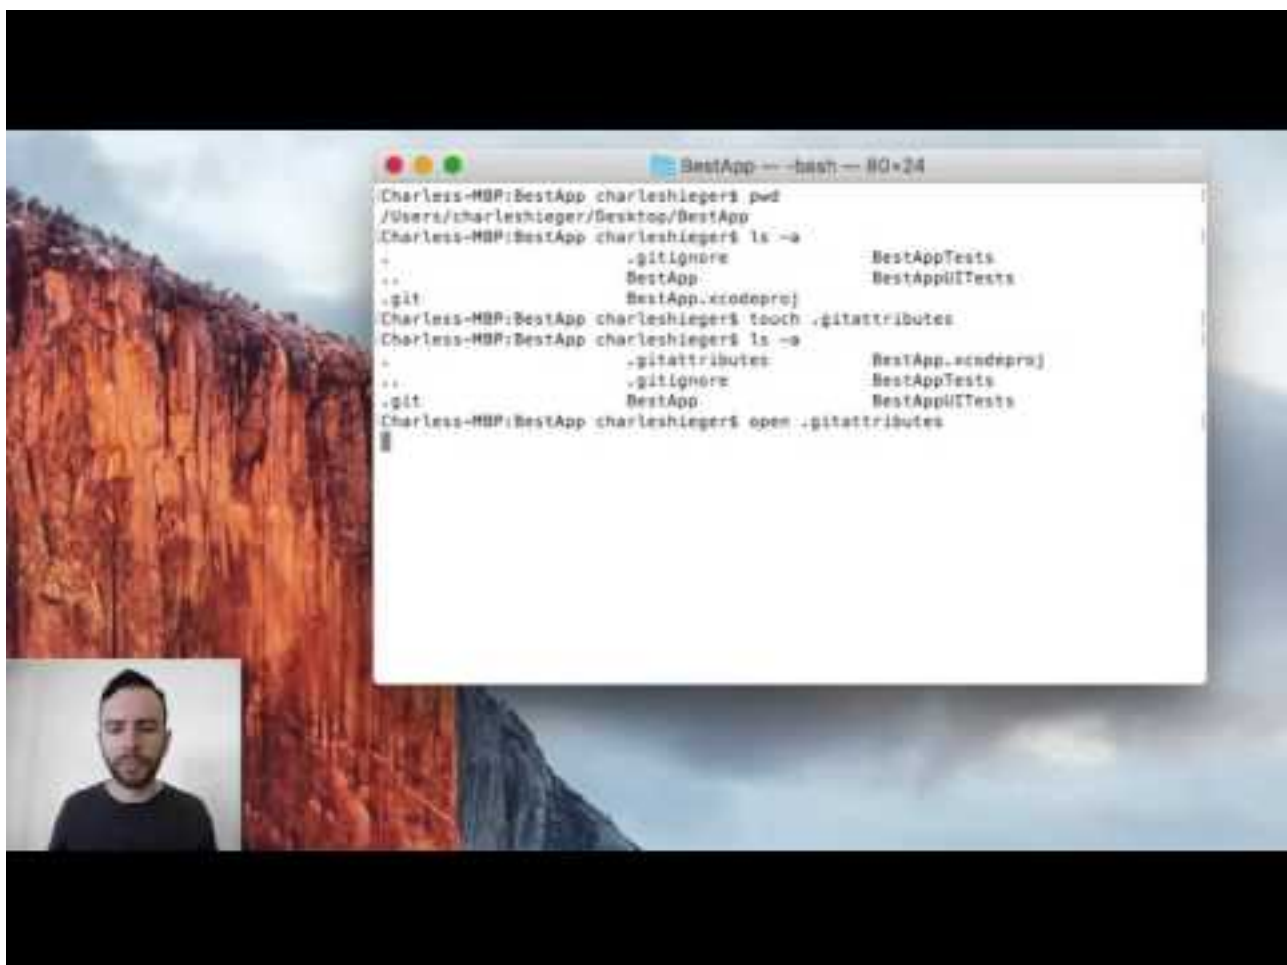 BestApp — -bash — 80×24
Charless-MBP:BestApp charleshieger$ pwd
/Users/charleshieger/Desktop/BestApp
Charless-MBP:BestApp charleshieger$ ls -a
. .gitignore BestAppTests
.. BestApp BestAppUITests
.git BestApp.xcodeproj
Charless-MBP:BestApp charleshieger$ touch .gitattributes
Charless-MBP:BestApp charleshieger$ ls -a
. .gitattributes BestApp.xcodeproj
.. .gitignore BestAppTests
.git BestApp BestAppUITests
Charless-MBP:BestApp charleshieger$ open .gitattributes